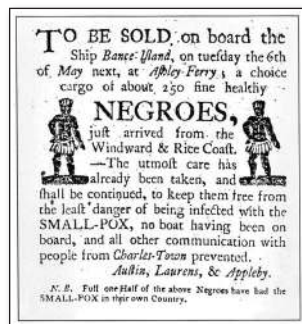 TO BE SOLD on board the
Ship Bance-Island, on tuesday the 6th
of May next, at Ashley-Ferry; a choice
cargo of about 250 fine healthy
NEGROES,
just arrived from the
Windward & Rice Coast.
—The utmost care has
already been taken, and
shall be continued, to keep them free from
the least danger of being infected with the
SMALL-POX, no boat having been on
board, and all other communication with
people from Charles-Town prevented.
Austin, Laurens, & Appleby.
N. B. Full one Half of the above Negroes have had the
SMALL-POX in their own Country.